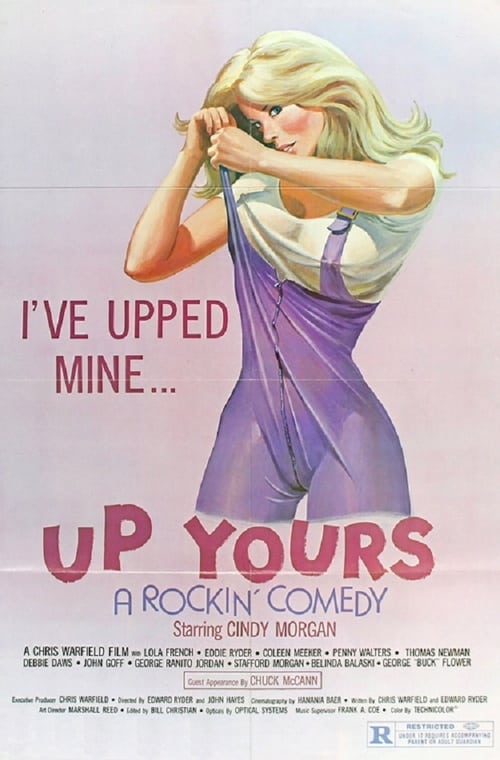 I'VE UPPED
MINE...
UP YOURS
A ROCKIN' COMEDY
Starring CINDY MORGAN
A CHRIS WARFIELD FILM with LOLA FRENCH • EDDIE RYDER • COLEEN MEEKER • PENNY WALTERS • THOMAS NEWMAN
DEBBIE DAWS • JOHN GOFF • GEORGE RANITO JORDAN • STAFFORD MORGAN • BELINDA BALASKI • GEORGE "BUCK" FLOWER
Guest Appearance By CHUCK McCANN
Executive Producer CHRIS WARFIELD • Directed By EDWARD RYDER and JOHN HAYES Cinematography by HANANIA BAER • Written By CHRIS WARFIELD and EDWARD RYDER
Art Director MARSHALL REED • Edited by BILL CHRISTIAN • Opticals By OPTICAL SYSTEMS • Music Supervisor FRANK A. COE • Color By TECHNICOLOR
R RESTRICTED
UNDER 17 REQUIRES ACCOMPANYING
PARENT OR ADULT GUARDIAN